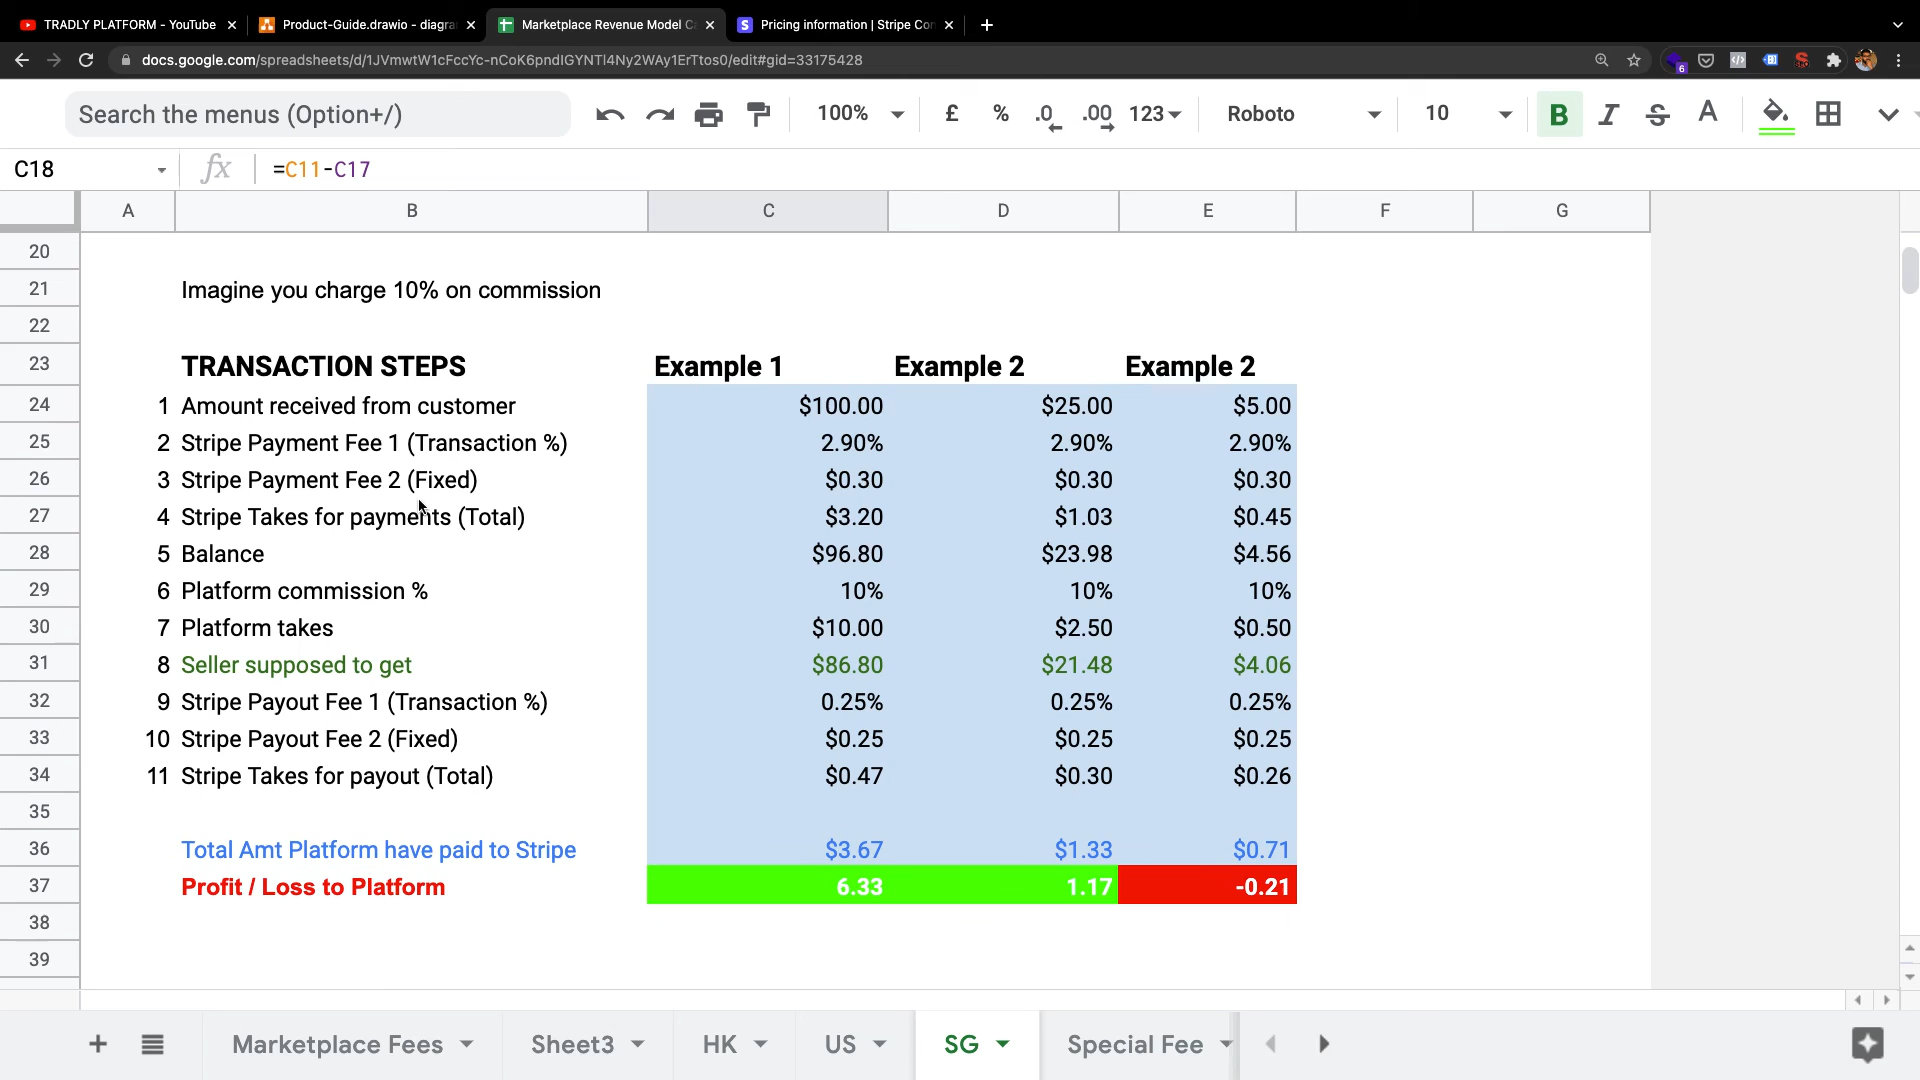 TRADLY PLATFORM - YouTube
Product-Guide.drawio - diagra
Marketplace Revenue Model C
Pricing information | Stripe Con
docs.google.com/spreadsheets/d/1JVmwtW1cFccYc-nCoK6pndIGYNTl4Ny2WAy1ErTtos0/edit#gid=33175428
6
Search the menus (Option+/)
100%
£
%
.0
.00
123
Roboto
10
B
I
S
A
C18
fx
=C11-C17
A B C D E F G
20
21 Imagine you charge 10% on commission
22
23 TRANSACTION STEPS Example 1 Example 2 Example 2
24 1 Amount received from customer $100.00 $25.00 $5.00
25 2 Stripe Payment Fee 1 (Transaction %) 2.90% 2.90% 2.90%
26 3 Stripe Payment Fee 2 (Fixed) $0.30 $0.30 $0.30
27 4 Stripe Takes for payments (Total) $3.20 $1.03 $0.45
28 5 Balance $96.80 $23.98 $4.56
29 6 Platform commission % 10% 10% 10%
30 7 Platform takes $10.00 $2.50 $0.50
31 8 Seller supposed to get $86.80 $21.48 $4.06
32 9 Stripe Payout Fee 1 (Transaction %) 0.25% 0.25% 0.25%
33 10 Stripe Payout Fee 2 (Fixed) $0.25 $0.25 $0.25
34 11 Stripe Takes for payout (Total) $0.47 $0.30 $0.26
35
36 Total Amt Platform have paid to Stripe $3.67 $1.33 $0.71
37 Profit / Loss to Platform 6.33 1.17 -0.21
38
39
Marketplace Fees
Sheet3
HK
US
SG
Special Fee